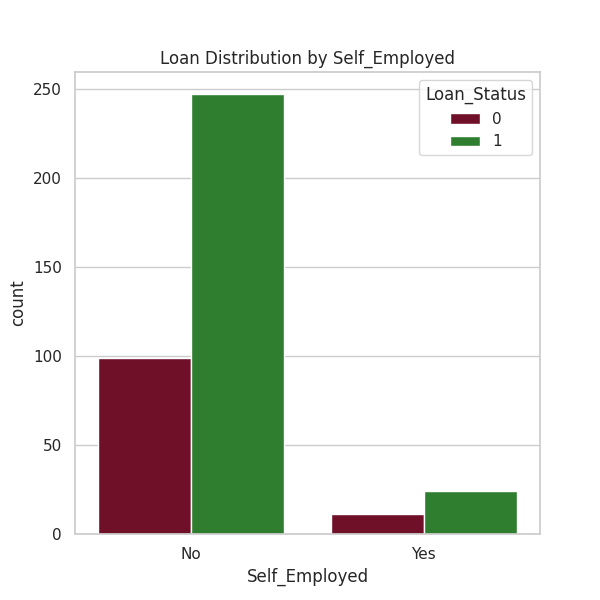 Loan Distribution by Self_Employed
Loan_Status
0
1
250
200
150
100
50
0
count
No
Yes
Self_Employed